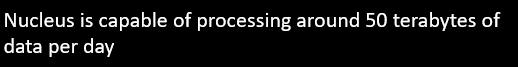 Nucleus is capable of processing around 50 terabytes of
data per day